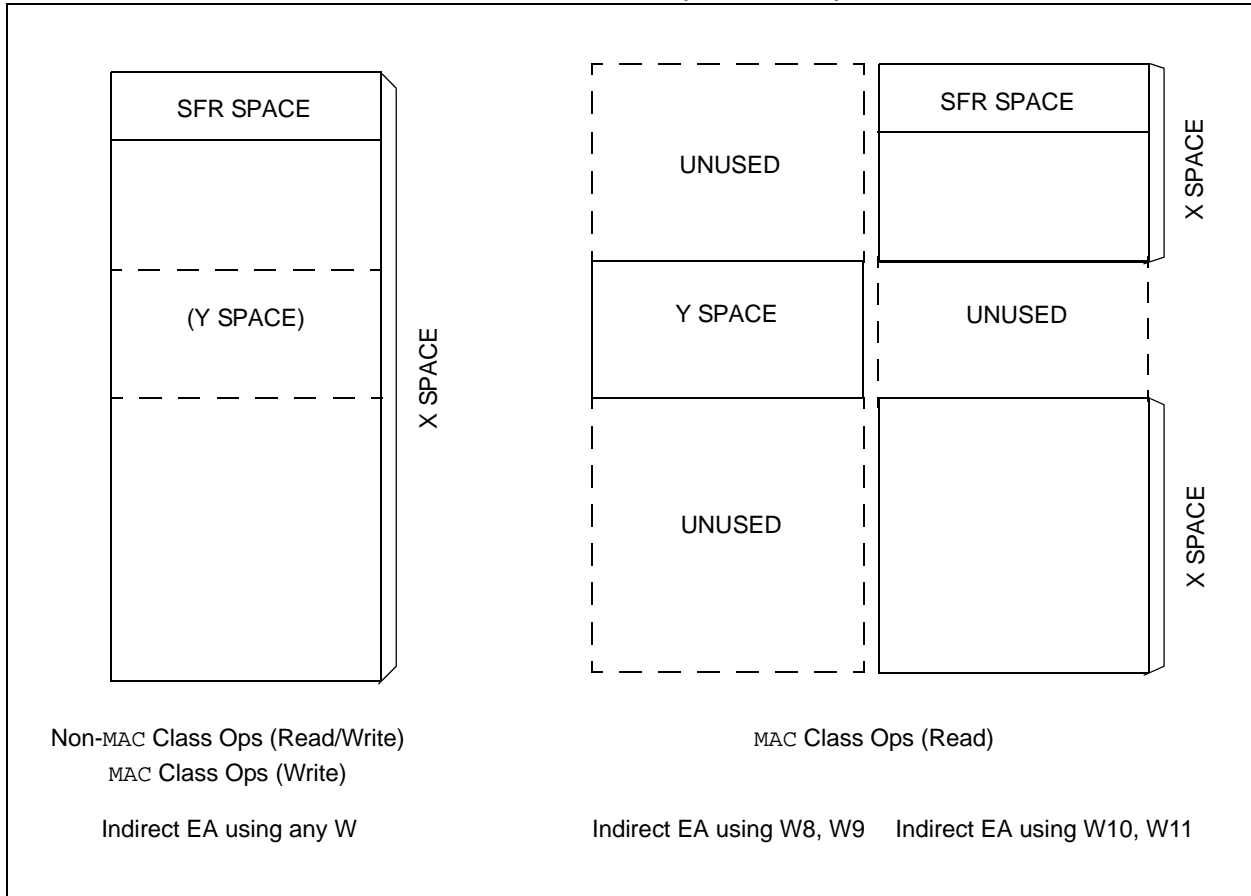 SFR SPACE
(Y SPACE)
X SPACE
UNUSED
Y SPACE
UNUSED
SFR SPACE
X SPACE
UNUSED
X SPACE
Non-MAC Class Ops (Read/Write)
MAC Class Ops (Write)
Indirect EA using any W
MAC Class Ops (Read)
Indirect EA using W8, W9
Indirect EA using W10, W11